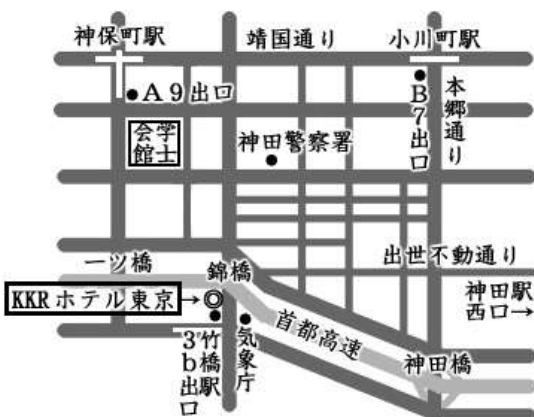 神保町駅
靖国通り
小川町駅
A9出口
B7出口
本郷通り
学士会館
神田警察署
一ツ橋
錦橋
出世不動通り
KKRホテル東京→
神田駅
西口→
首都高速
竹橋駅
3b出口
気象庁
神田橋